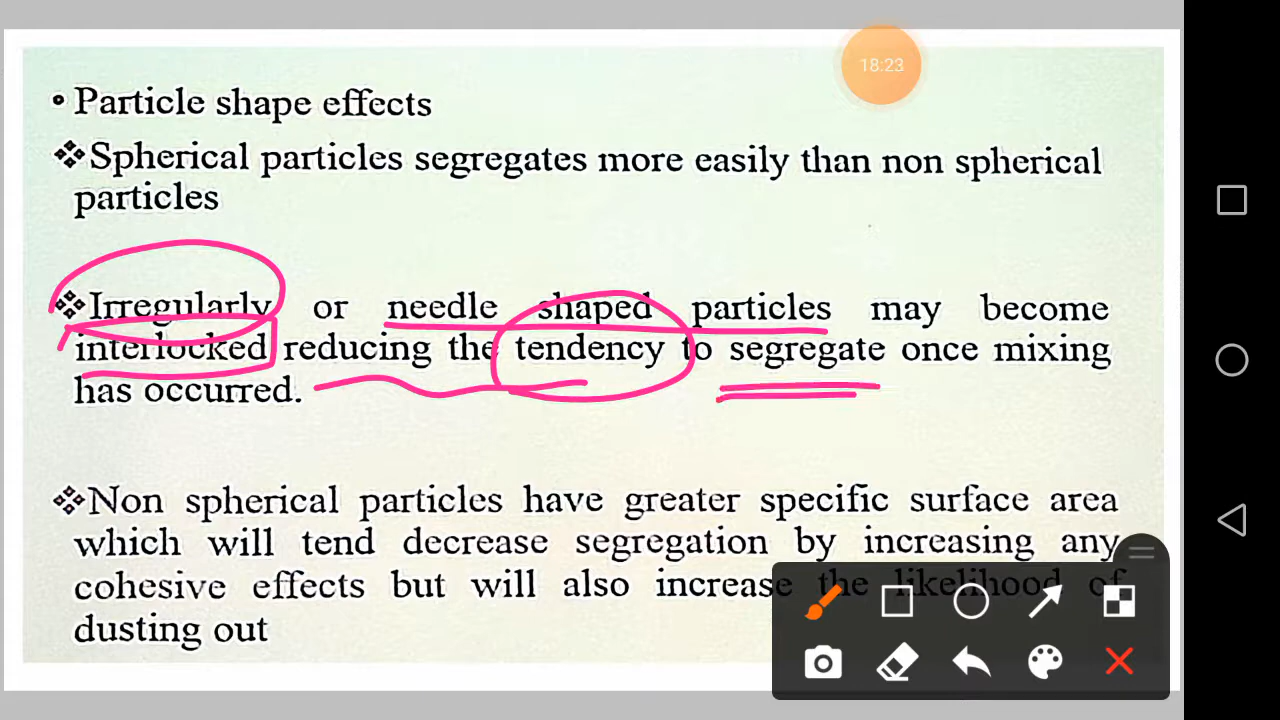 18:23
• Particle shape effects
❖Spherical particles segregates more easily than non spherical
particles
❖Irregularly or needle shaped particles may become
interlocked reducing the tendency to segregate once mixing
has occurred.
❖Non spherical particles have greater specific surface area
which will tend decrease segregation by increasing any
cohesive effects but will also increase the likelihood of
dusting out